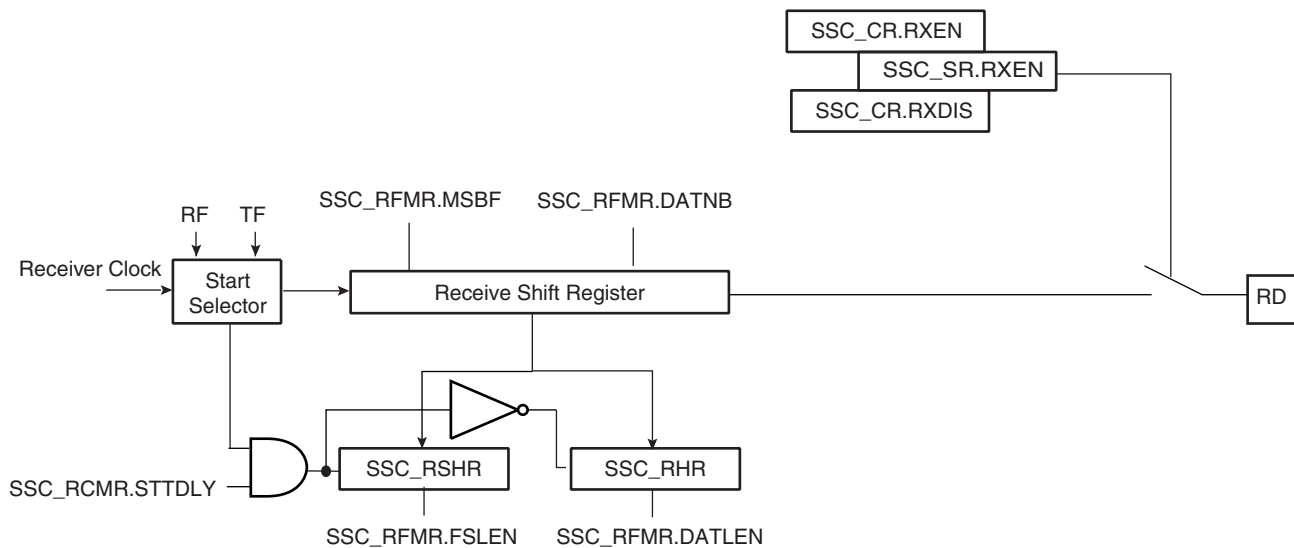 SSC_CR.RXEN
SSC_SR.RXEN
SSC_CR.RXDIS
SSC_RFMR.MSBF
SSC_RFMR.DATNB
RF
TF
Receiver Clock
Start
Selector
Receive Shift Register
RD
SSC_RSHR
SSC_RHR
SSC_RCMR.STTDLY
SSC_RFMR.FSLEN
SSC_RFMR.DATLEN